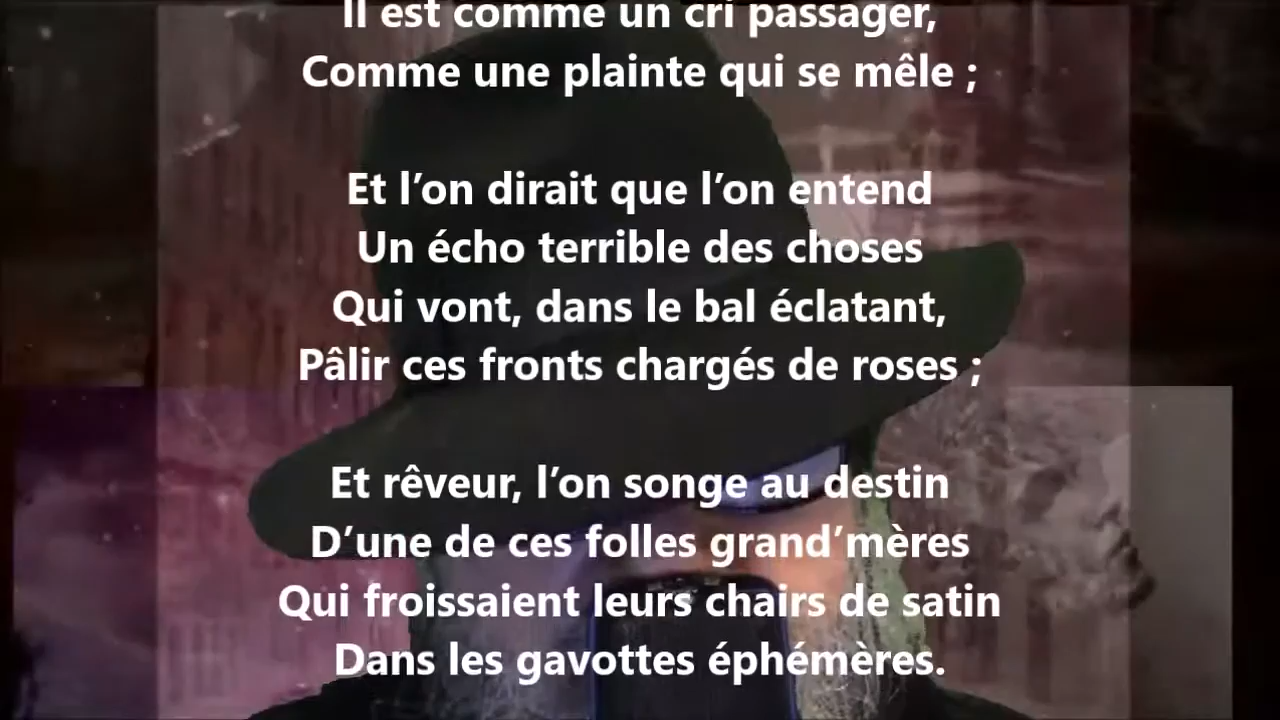 Il est comme un cri passager,
Comme une plainte qui se mêle ;
Et l’on dirait que l’on entend
Un écho terrible des choses
Qui vont, dans le bal éclatant,
Pâlir ces fronts chargés de roses ;
Et rêveur, l’on songe au destin
D’une de ces folles grand’mères
Qui froissaient leurs chairs de satin
Dans les gavottes éphémères.